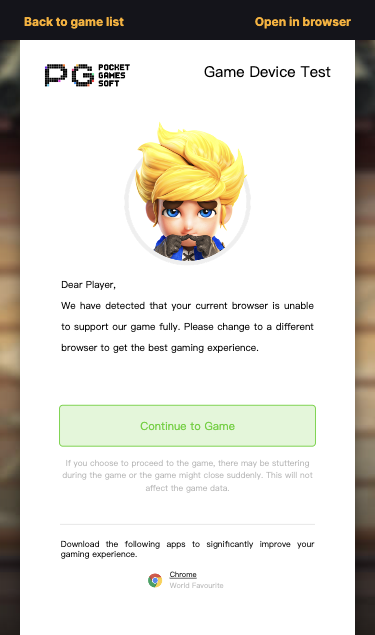 Back to game list
Open in browser
PG POCKET GAMES SOFT
Game Device Test
Dear Player,
We have detected that your current browser is unable
to support our game fully. Please change to a different
browser to get the best gaming experience.
Continue to Game
If you choose to proceed to the game, there may be stuttering
during the game or the game might close suddenly. This will not
affect the game data.
Download the following apps to significantly improve your
gaming experience.
Chrome
World Favourite